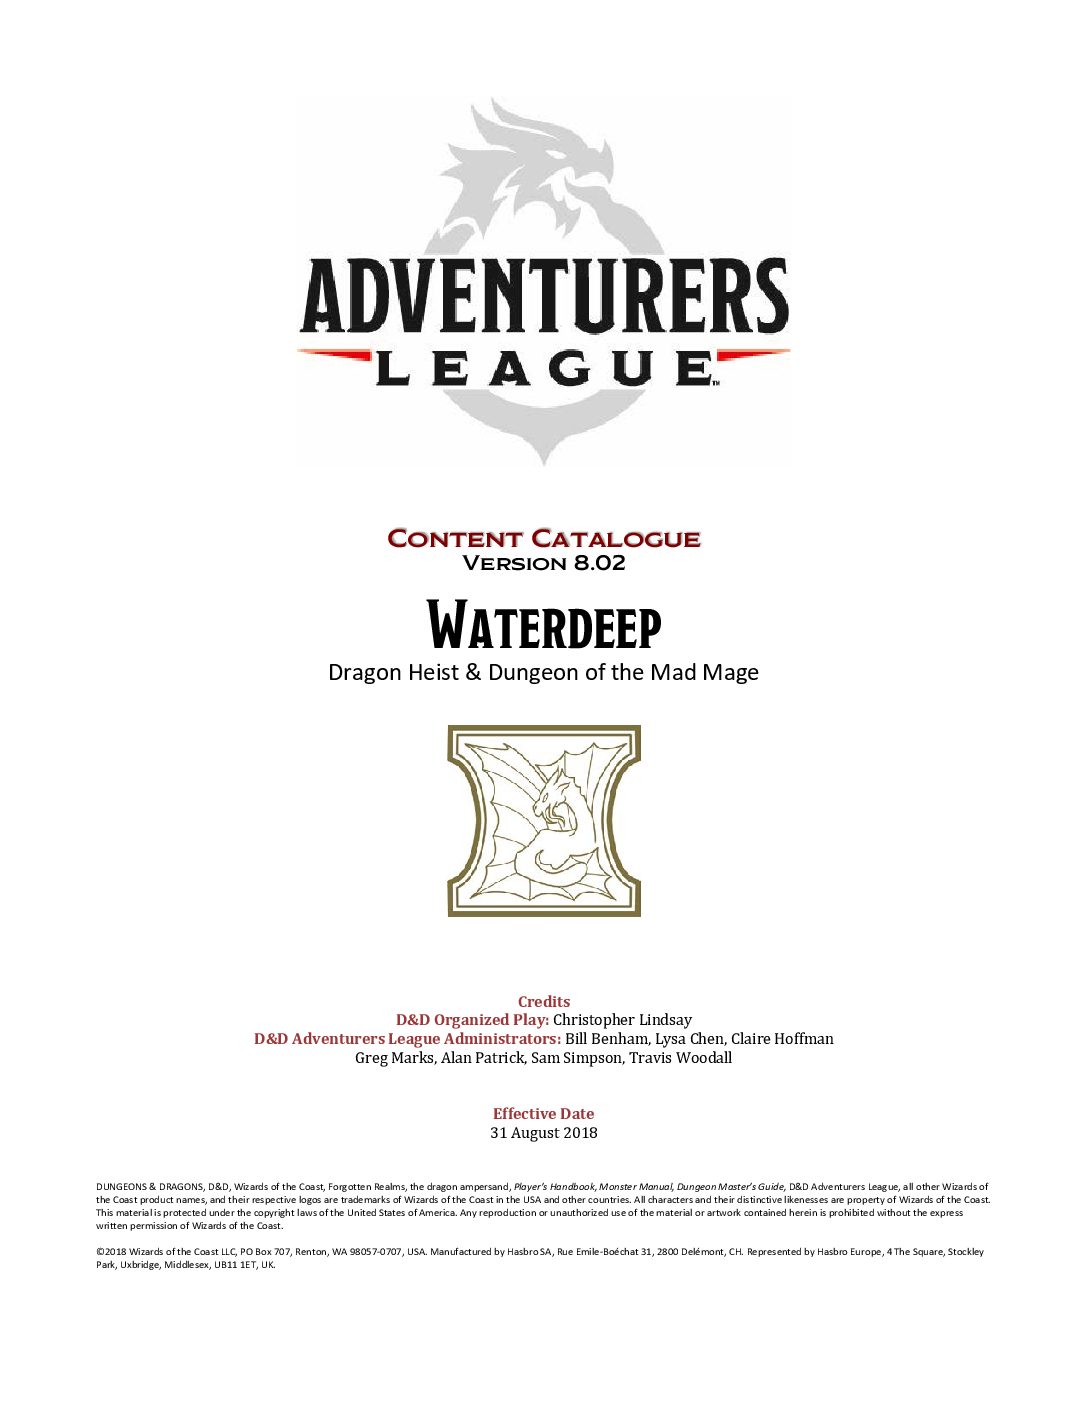 ADVENTURERS
LEAGUE™
Content Catalogue
Version 8.02
Waterdeep
Dragon Heist & Dungeon of the Mad Mage
Credits
D&D Organized Play: Christopher Lindsay
D&D Adventurers League Administrators: Bill Benham, Lysa Chen, Claire Hoffman
Greg Marks, Alan Patrick, Sam Simpson, Travis Woodall
Effective Date
31 August 2018
DUNGEONS & DRAGONS, D&D, Wizards of the Coast, Forgotten Realms, the dragon ampersand, Player's Handbook, Monster Manual, Dungeon Master's Guide, D&D Adventurers League, all other Wizards of
the Coast product names, and their respective logos are trademarks of Wizards of the Coast in the USA and other countries. All characters and their distinctive likenesses are property of Wizards of the Coast.
This material is protected under the copyright laws of the United States of America. Any reproduction or unauthorized use of the material or artwork contained herein is prohibited without the express
written permission of Wizards of the Coast.
©2018 Wizards of the Coast LLC, PO Box 707, Renton, WA 98057-0707, USA. Manufactured by Hasbro SA, Rue Emile-Boéchat 31, 2800 Delémont, CH. Represented by Hasbro Europe, 4 The Square, Stockley
Park, Uxbridge, Middlesex, UB11 1ET, UK.